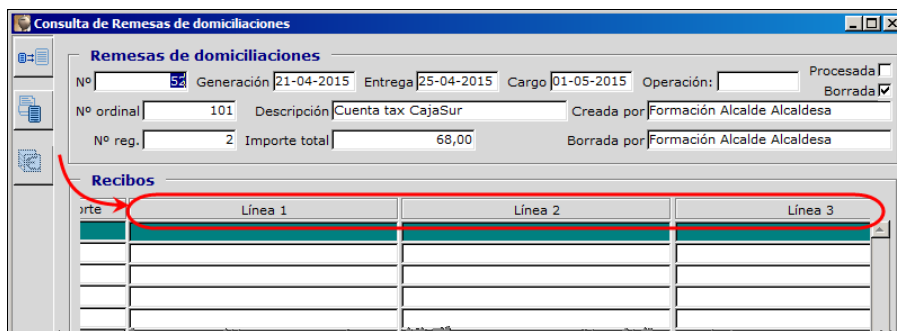 Consulta de Remesas de domiciliaciones
Remesas de domiciliaciones
Nº 52 Generación 21-04-2015 Entrega 25-04-2015 Cargo 01-05-2015 Operación: Procesada
Borrada
Nº ordinal 101 Descripción Cuenta tax CajaSur Creada por Formación Alcalde Alcaldesa
Nº reg. 2 Importe total 68,00 Borrada por Formación Alcalde Alcaldesa
Recibos
orte Línea 1 Línea 2 Línea 3